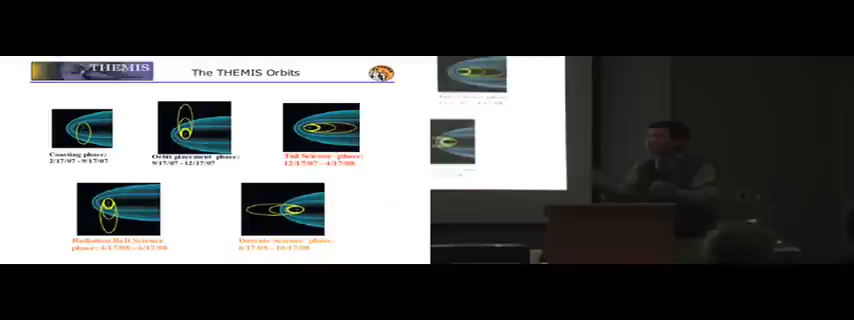 THEMIS
The THEMIS Orbits
Coasting phase:
2/17/07 -9/17/07
Orbit placement phase:
9/17/07 -12/17/07
Tail Science phase:
12/17/07 -4/17/08
Radiation Belt Science
phase: 4/17/08 -6/17/08
science phase:
6/17/08 - 10/17/08